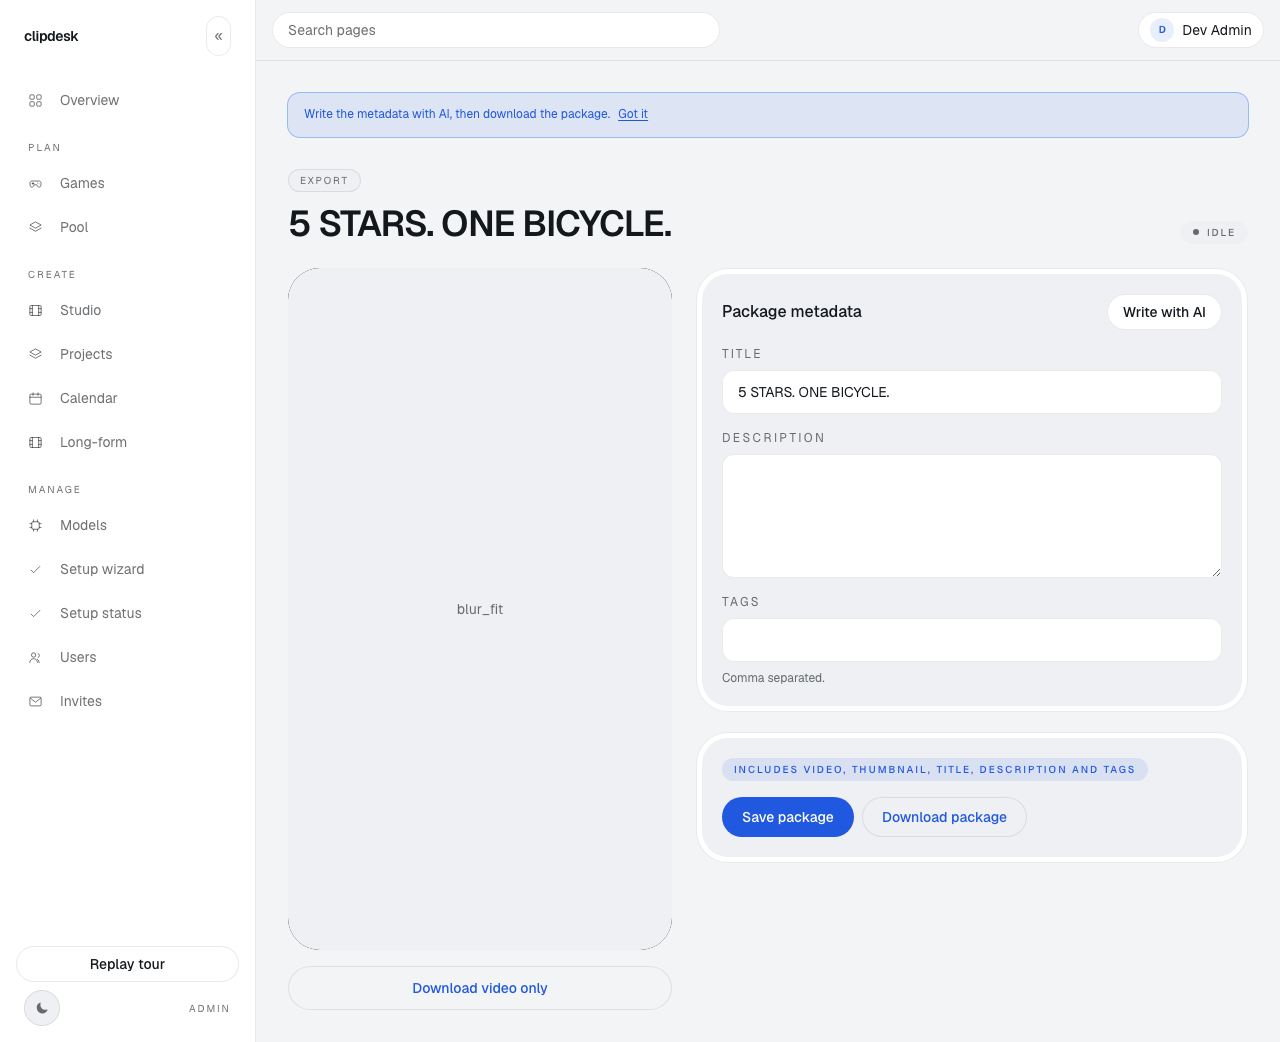 clipdesk
«
Overview
PLAN
Games
Pool
CREATE
Studio
Projects
Calendar
Long-form
MANAGE
Models
Setup wizard
Setup status
Users
Invites
Replay tour
ADMIN
Search pages
D
Dev Admin
Write the metadata with AI, then download the package. Got it
EXPORT
5 STARS. ONE BICYCLE.
IDLE
blur_fit
Download video only
Package metadata
Write with AI
TITLE
5 STARS. ONE BICYCLE.
DESCRIPTION
TAGS
Comma separated.
INCLUDES VIDEO, THUMBNAIL, TITLE, DESCRIPTION AND TAGS
Save package
Download package